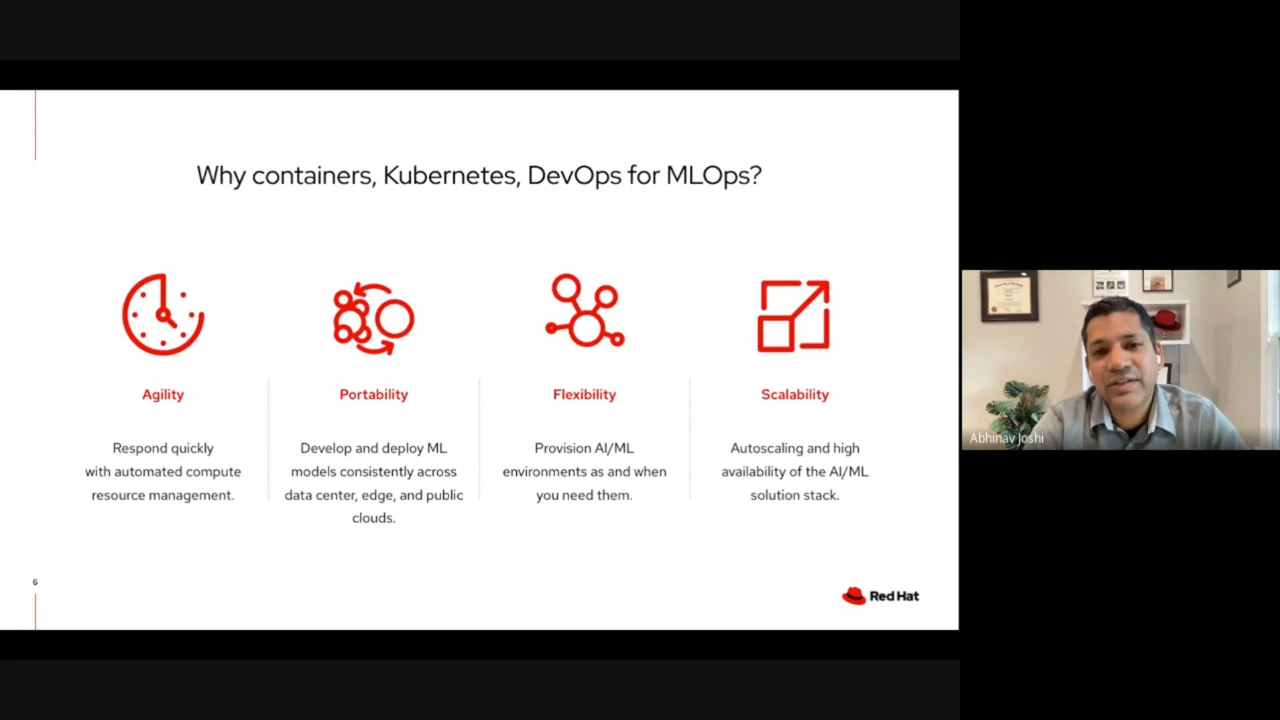 Why containers, Kubernetes, DevOps for MLOps?
Agility
Respond quickly
with automated compute
resource management.
Portability
Develop and deploy ML
models consistently across
data center, edge, and public
clouds.
Flexibility
Provision AI/ML
environments as and when
you need them.
Scalability
Autoscaling and high
availability of the AI/ML
solution stack.
6
Red Hat
Abhinav Joshi